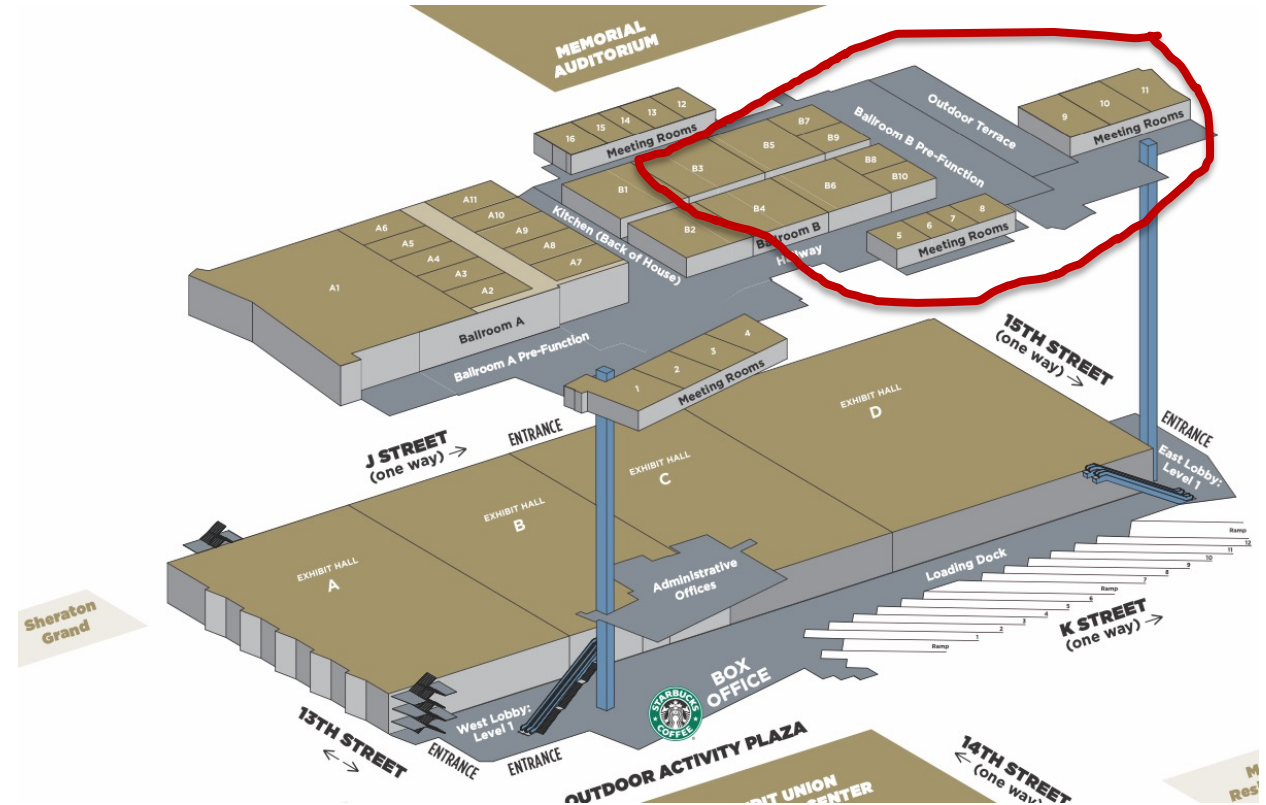 MEMORIAL
AUDITORIUM
12
13
14
15
16
Meeting Rooms
Outdoor Terrace
9
10
11
Meeting Rooms
Ballroom B Pre-Function
B7
B9
B5
B3
B1
B8
B10
B6
B4
B2
Ballroom B
Hallway
5
6
7
8
Meeting Rooms
Kitchen (Back of House)
A11
A10
A9
A8
A7
A6
A5
A4
A3
A2
A1
Ballroom A
Ballroom A Pre-Function
1
2
3
4
Meeting Rooms
15TH STREET
(one way) →
J STREET
(one way) →
ENTRANCE
EXHIBIT HALL
D
EXHIBIT HALL
C
EXHIBIT HALL
B
EXHIBIT HALL
A
ENTRANCE
East Lobby:
Level 1
Administrative
Offices
Loading Dock
Ramp
12
11
10
9
8
7
Ramp
6
5
4
3
2
1
Ramp
K STREET
(one way) →
Sheraton
Grand
BOX
OFFICE
STARBUCKS
COFFEE
West Lobby:
Level 1
13TH STREET
ENTRANCE
ENTRANCE
OUTDOOR ACTIVITY PLAZA
14TH STREET
(one way)
UNION